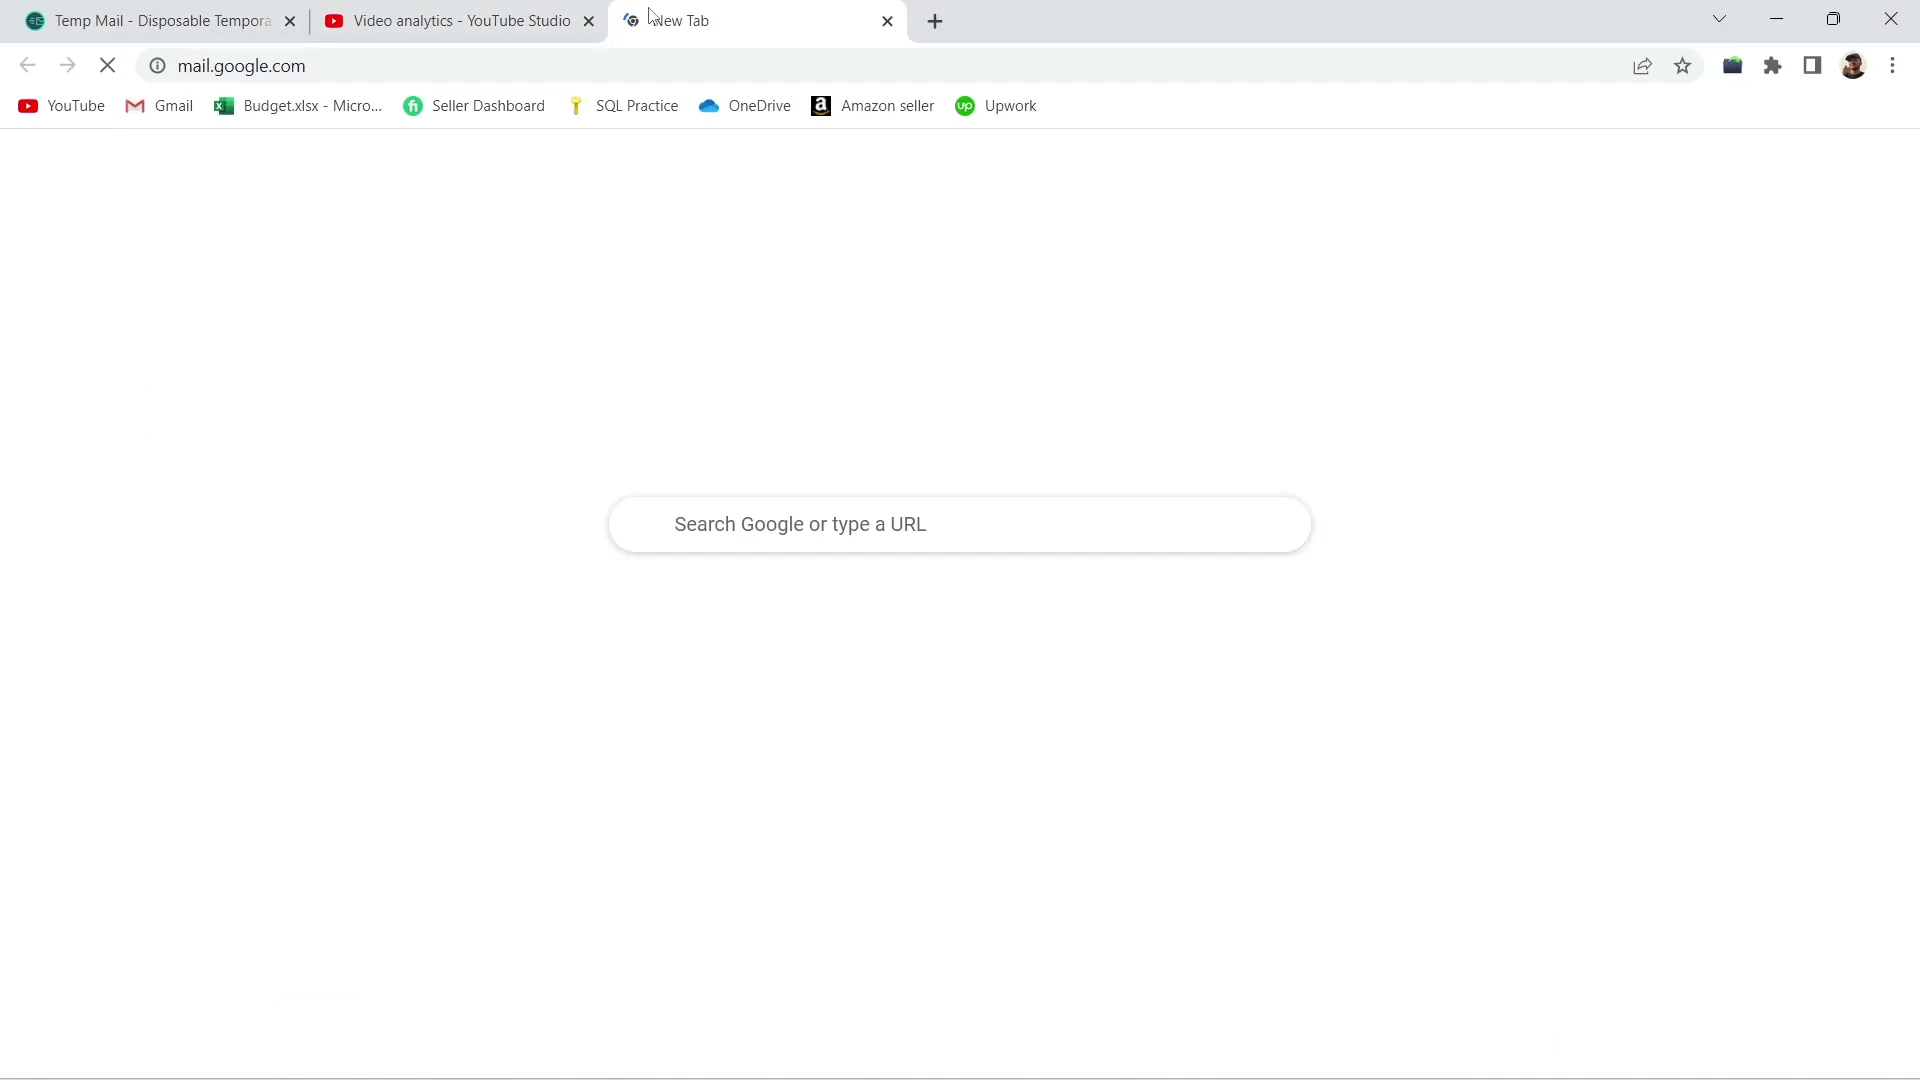 Temp Mail - Disposable Tempora
Video analytics - YouTube Studio
New Tab
mail.google.com
YouTube
Gmail
Budget.xlsx - Micro...
Seller Dashboard
SQL Practice
OneDrive
Amazon seller
Upwork
Search Google or type a URL